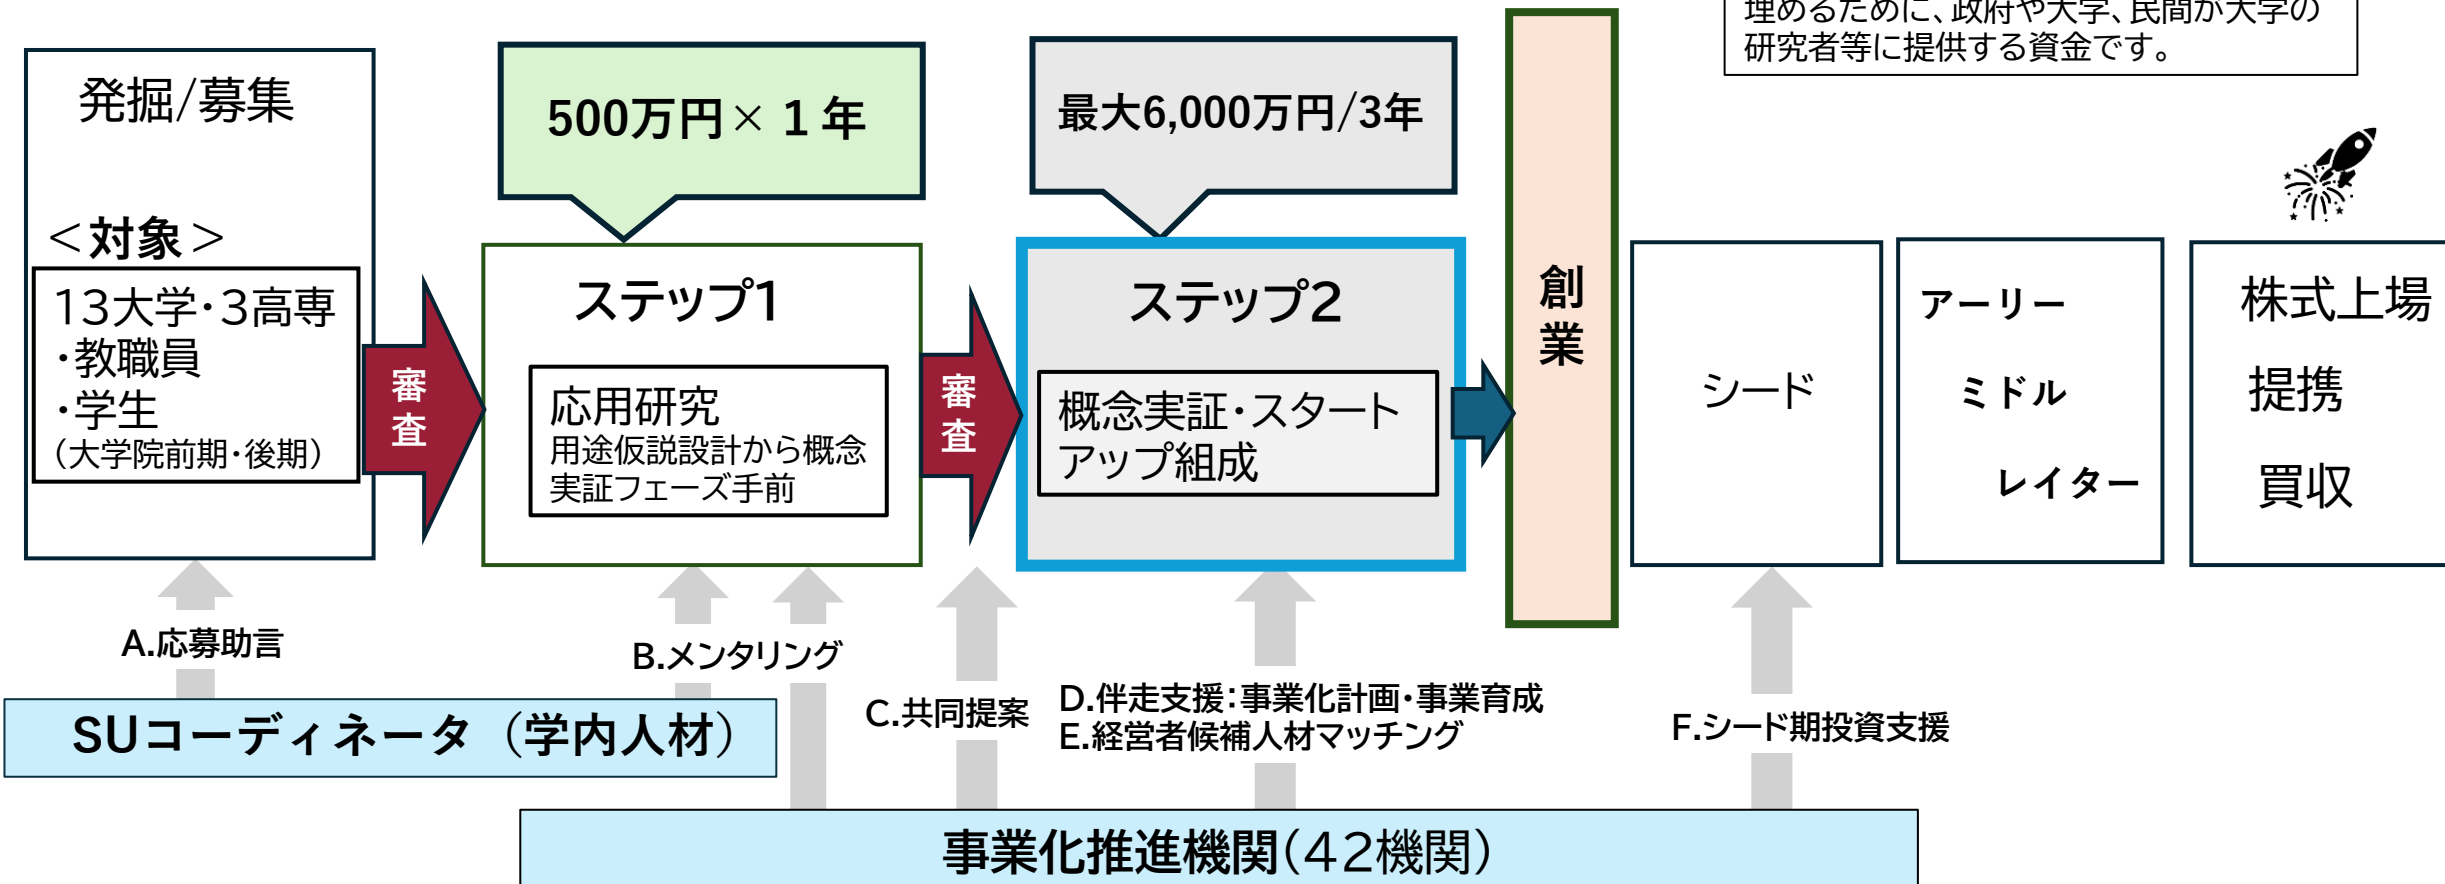 埋めるために、政府や大学、民間が大学の
研究者等に提供する資金です。
発掘/募集
＜対象＞
13大学・3高専
・教職員
・学生
（大学院前期・後期）
審査
500万円×１年
ステップ1
応用研究
用途仮説設計から概念
実証フェーズ手前
審査
最大6,000万円/3年
ステップ2
概念実証・スタート
アップ組成
創業
シード
アーリー
ミドル
レイター
株式上場
提携
買収
A.応募助言
B.メンタリング
C.共同提案
D.伴走支援：事業化計画・事業育成
E.経営者候補人材マッチング
F.シード期投資支援
SUコーディネータ（学内人材）
事業化推進機関(42機関)